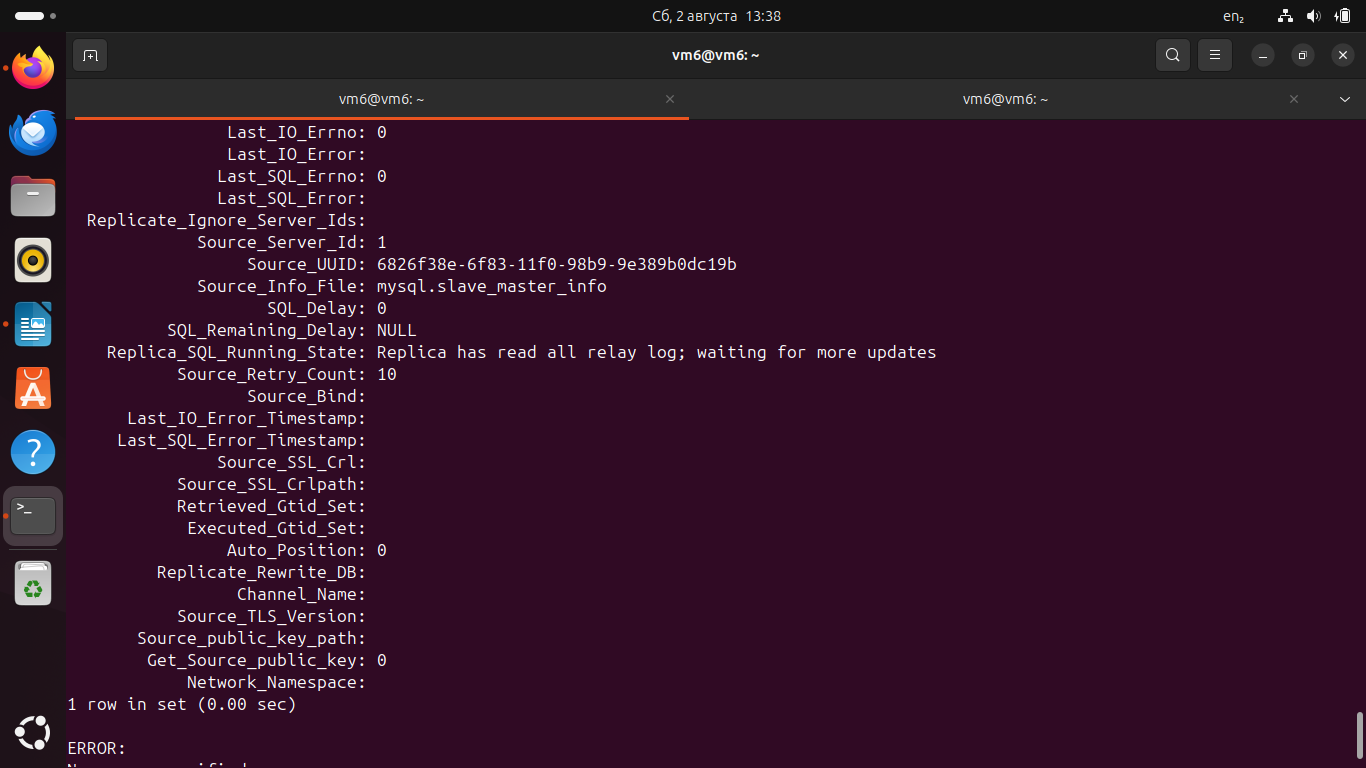 Сб, 2 августа 13:38
en₂
vm6@vm6: ~
vm6@vm6: ~
vm6@vm6: ~
Last_IO_Errno: 0
Last_IO_Error:
Last_SQL_Errno: 0
Last_SQL_Error:
Replicate_Ignore_Server_Ids:
Source_Server_Id: 1
Source_UUID: 6826f38e-6f83-11f0-98b9-9e389b0dc19b
Source_Info_File: mysql.slave_master_info
SQL_Delay: 0
SQL_Remaining_Delay: NULL
Replica_SQL_Running_State: Replica has read all relay log; waiting for more updates
Source_Retry_Count: 10
Source_Bind:
Last_IO_Error_Timestamp:
Last_SQL_Error_Timestamp:
Source_SSL_Crl:
Source_SSL_Crlpath:
Retrieved_Gtid_Set:
Executed_Gtid_Set:
Auto_Position: 0
Replicate_Rewrite_DB:
Channel_Name:
Source_TLS_Version:
Source_public_key_path:
Get_Source_public_key: 0
Network_Namespace:
1 row in set (0.00 sec)
ERROR: